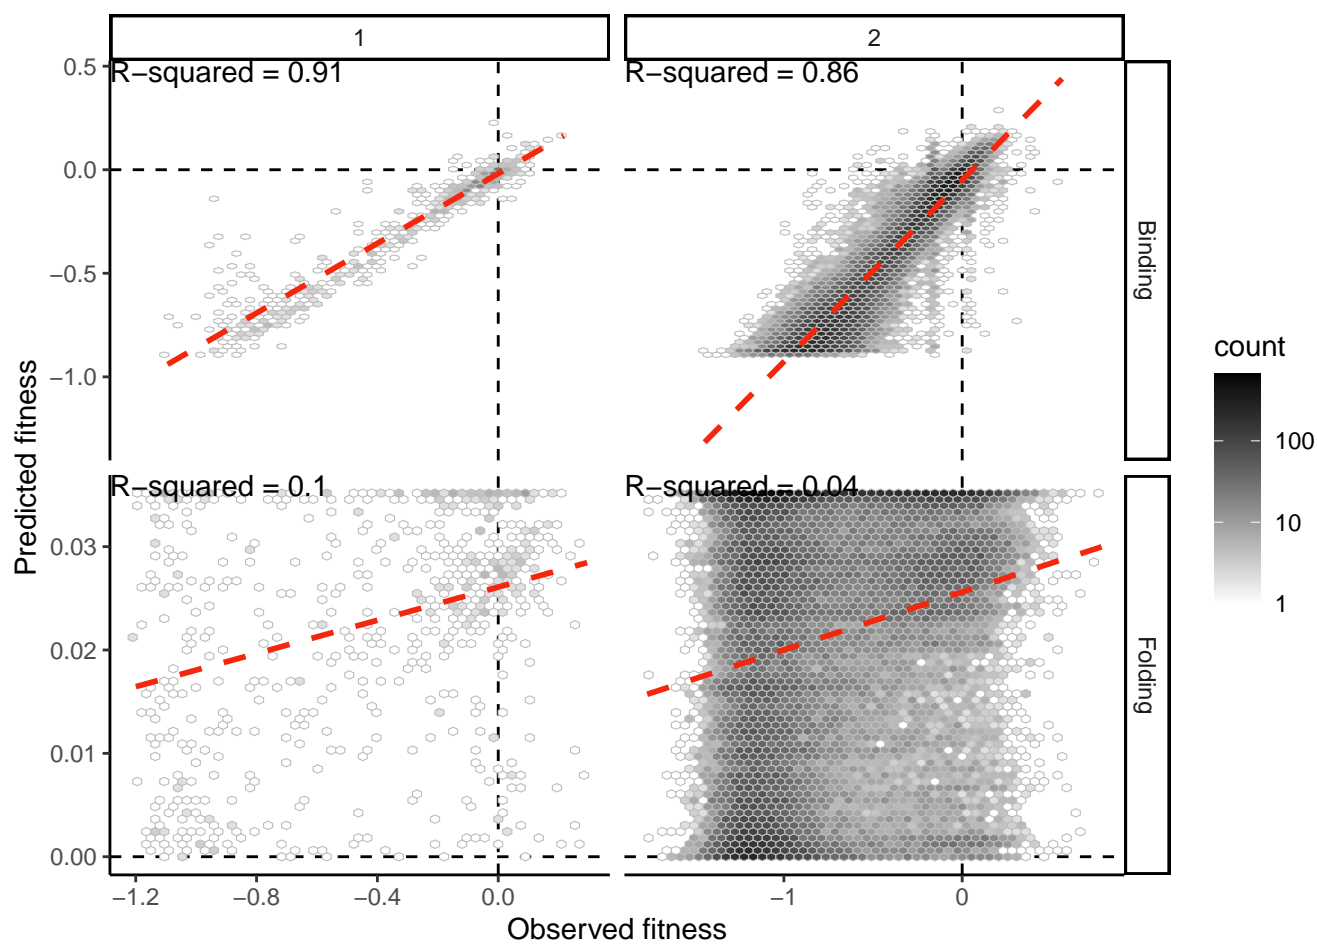 1
2
R−squared = 0.91
R−squared = 0.86
0.5
0.0
−0.5
−1.0
Binding
R−squared = 0.1
R−squared = 0.04
0.03
0.02
0.01
0.00
Folding
Predicted fitness
−1.2
−0.8
−0.4
0.0
−1
0
Observed fitness
count
100
10
1